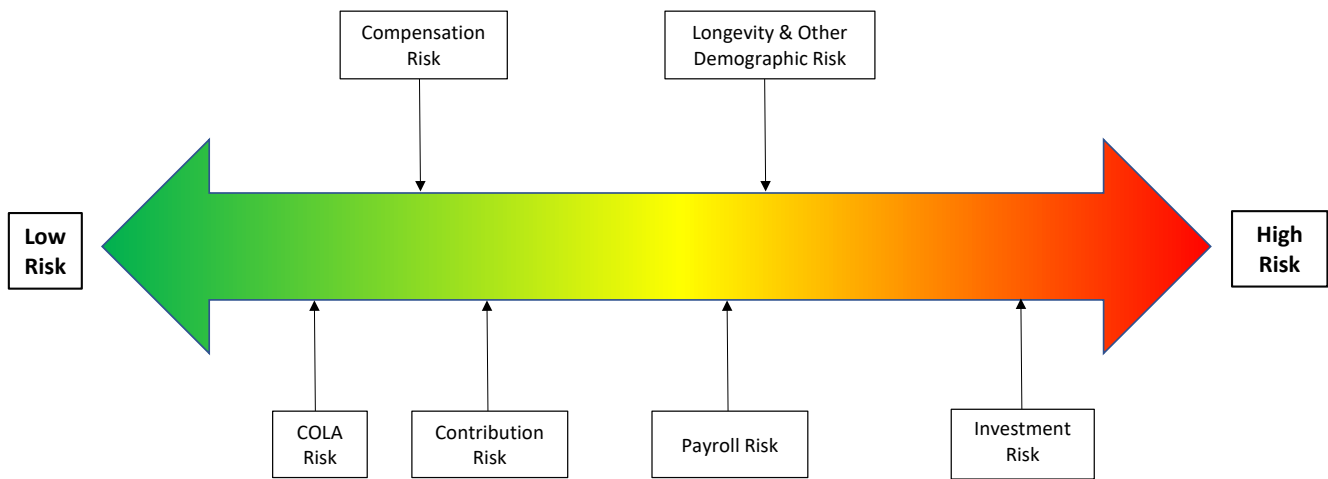 Compensation
Risk
Longevity & Other
Demographic Risk
Low
Risk
High
Risk
COLA
Risk
Contribution
Risk
Payroll Risk
Investment
Risk